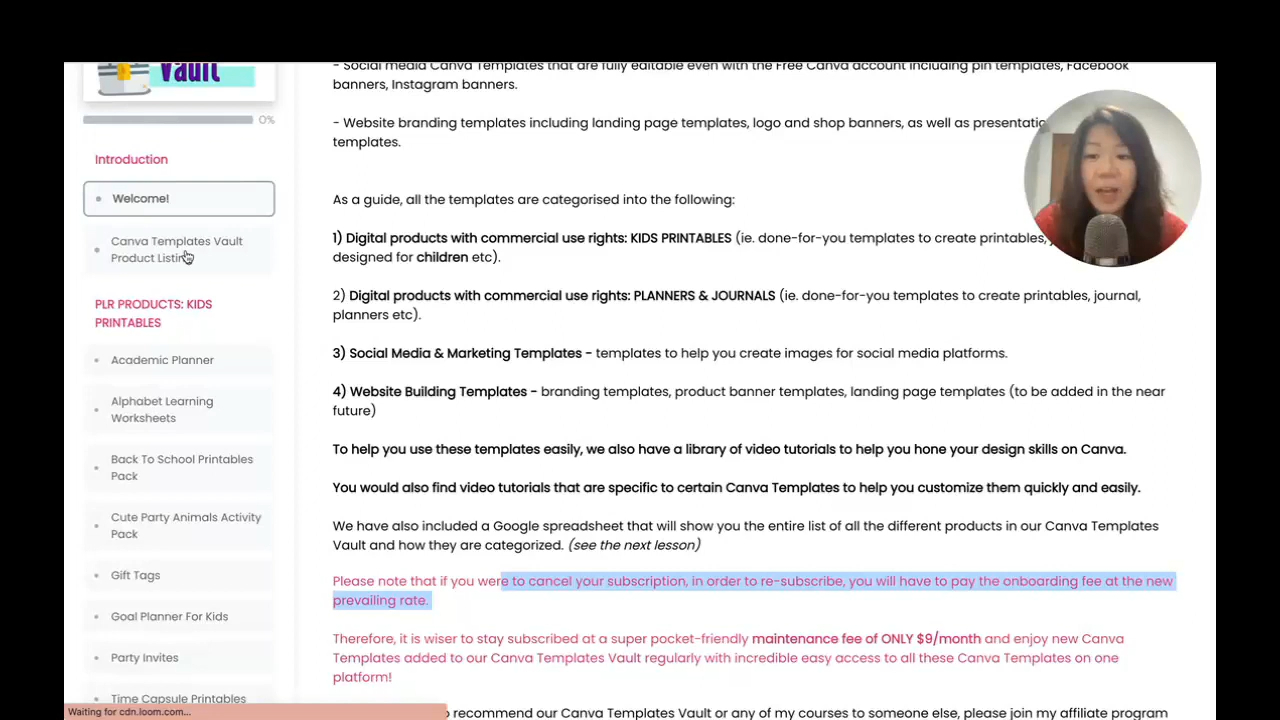 Vault
0%
Introduction
Welcome!
Canva Templates Vault
Product Listing
PLR PRODUCTS: KIDS
PRINTABLES
Academic Planner
Alphabet Learning
Worksheets
Back To School Printables
Pack
Cute Party Animals Activity
Pack
Gift Tags
Goal Planner For Kids
Party Invites
Time Capsule Printables
Waiting for cdn.loom.com...
- Social media Canva Templates that are fully editable even with the Free Canva account including pin templates, Facebook
banners, Instagram banners.
- Website branding templates including landing page templates, logo and shop banners, as well as
templates.
As a guide, all the templates are categorised into the following:
1) Digital products with commercial use rights: KIDS PRINTABLES (ie. done-for-you templates to create printables,
designed for children etc).
2) Digital products with commercial use rights: PLANNERS & JOURNALS (ie. done-for-you templates to create printables, journal,
planners etc).
3) Social Media & Marketing Templates - templates to help you create images for social media platforms.
4) Website Building Templates - branding templates, product banner templates, landing page templates (to be added in the near
future)
To help you use these templates easily, we also have a library of video tutorials to help you hone your design skills on Canva.
You would also find video tutorials that are specific to certain Canva Templates to help you customize them quickly and easily.
We have also included a Google spreadsheet that will show you the entire list of all the different products in our Canva Templates
Vault and how they are categorized. (see the next lesson)
Please note that if you were to cancel your subscription, in order to re-subscribe, you will have to pay the onboarding fee at the new
prevailing rate.
Therefore, it is wiser to stay subscribed at a super pocket-friendly maintenance fee of ONLY $9/month and enjoy new Canva
Templates added to our Canva Templates Vault regularly with incredible easy access to all these Canva Templates on one
platform!
recommend our Canva Templates Vault or any of my courses to someone else, please join my affiliate program